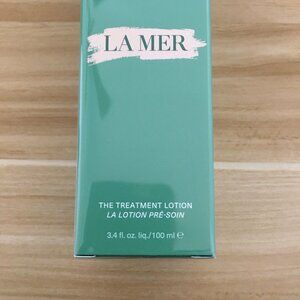 LA MER
THE TREATMENT LOTION
LA LOTION PRÉ-SOIN
3.4 fl. oz. liq./100 ml ℮